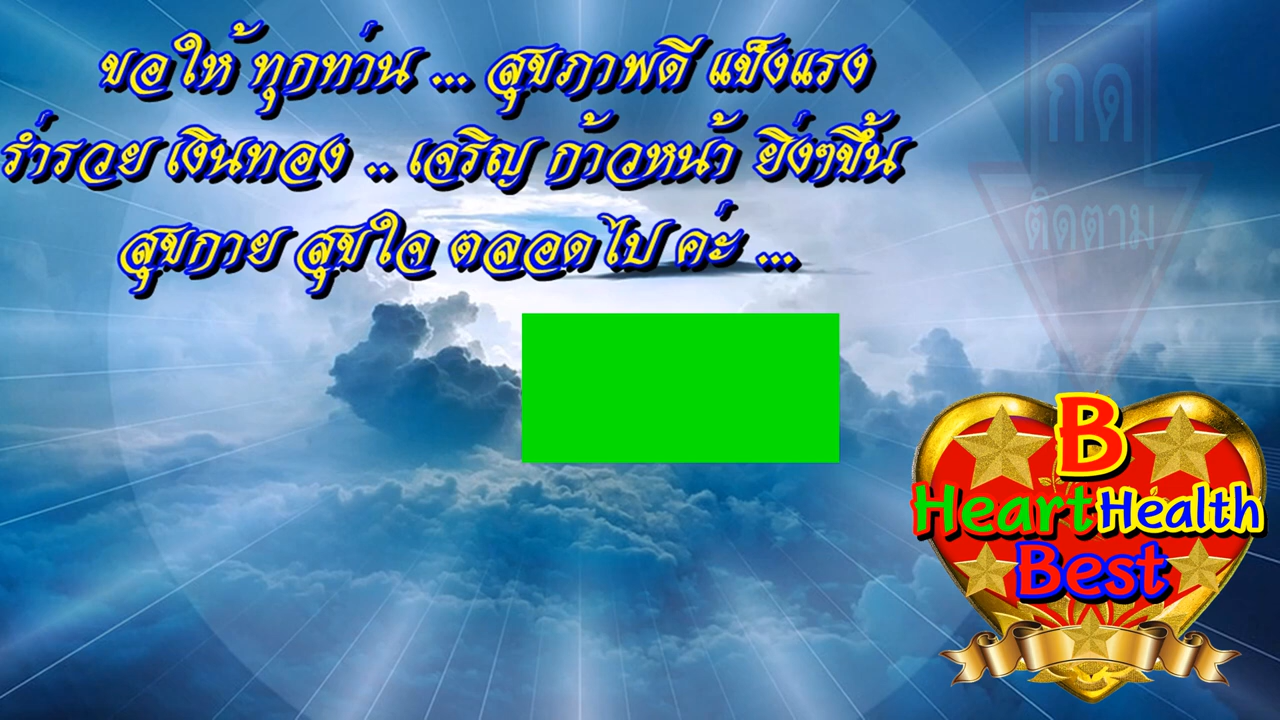 ขอให้ ทุกท่าน ... สุขภาพดี แข็งแรง
ร่ำรวย เงินทอง .. เจริญ ก้าวหน้า ยิ่งๆขึ้น
สุขกาย สุขใจ ตลอดไป ค่ะ ...
กด
ติดตาม
B
Heart Health
Best